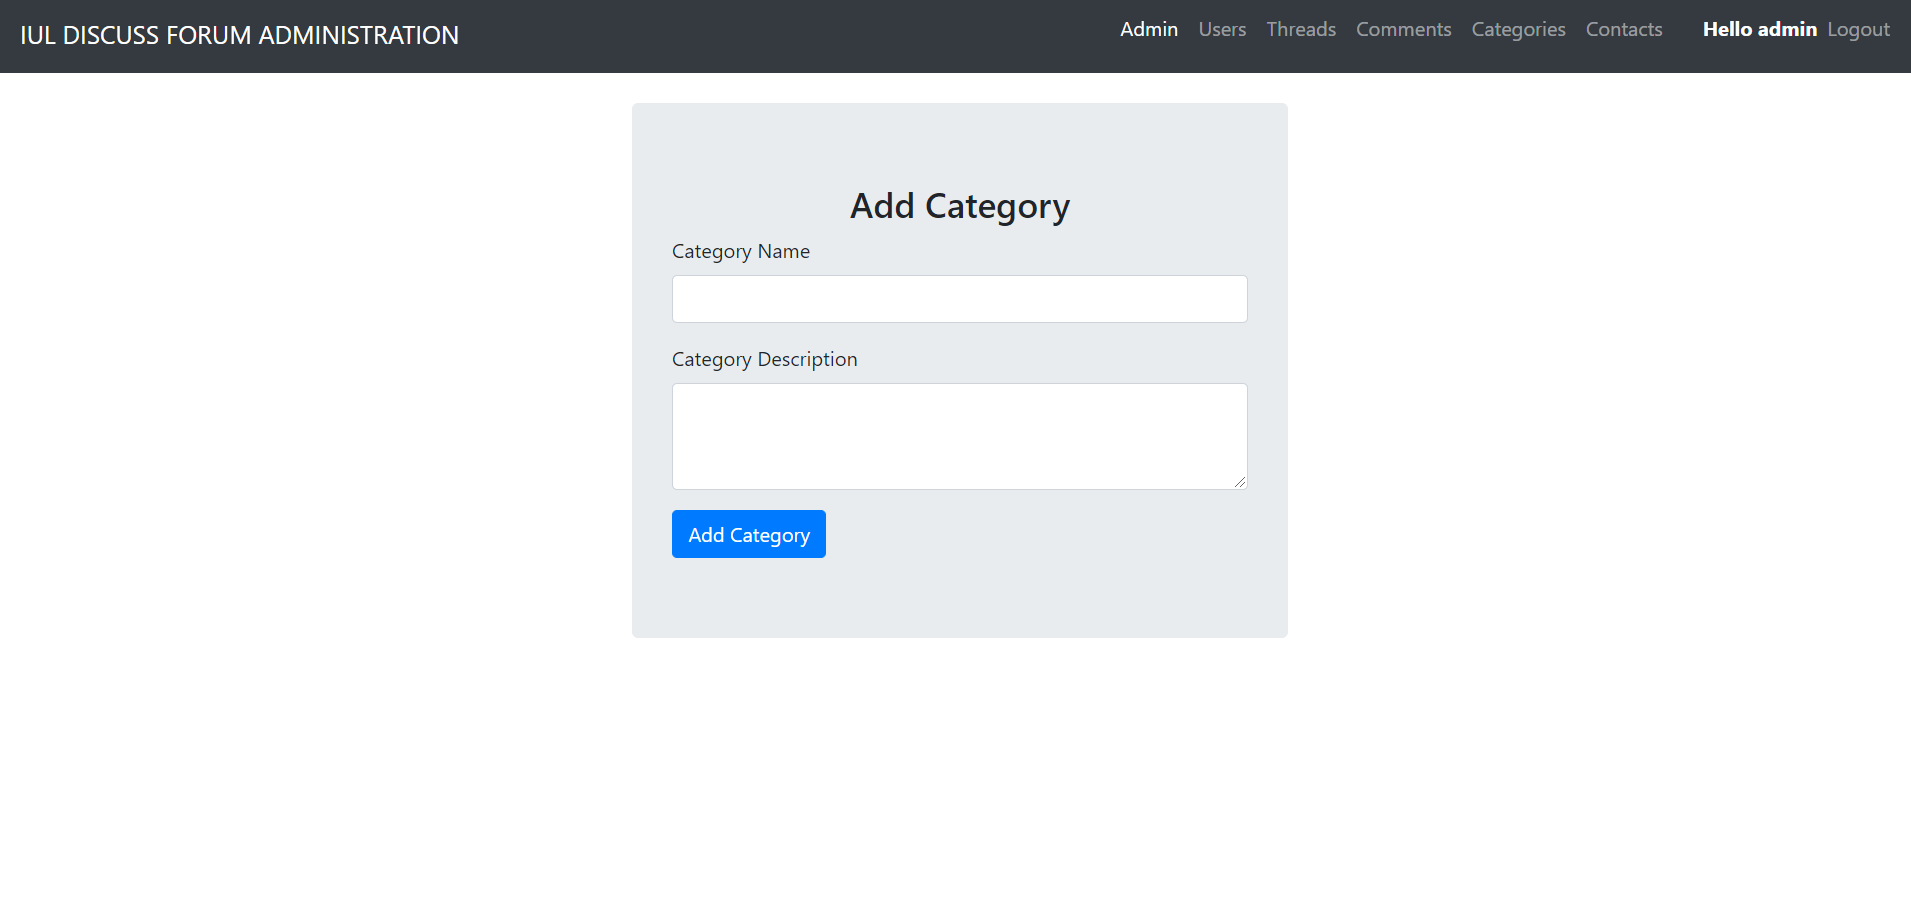 IUL DISCUSS FORUM ADMINISTRATION
Admin Users Threads Comments Categories Contacts Hello admin Logout
Add Category
Category Name
Category Description
Add Category